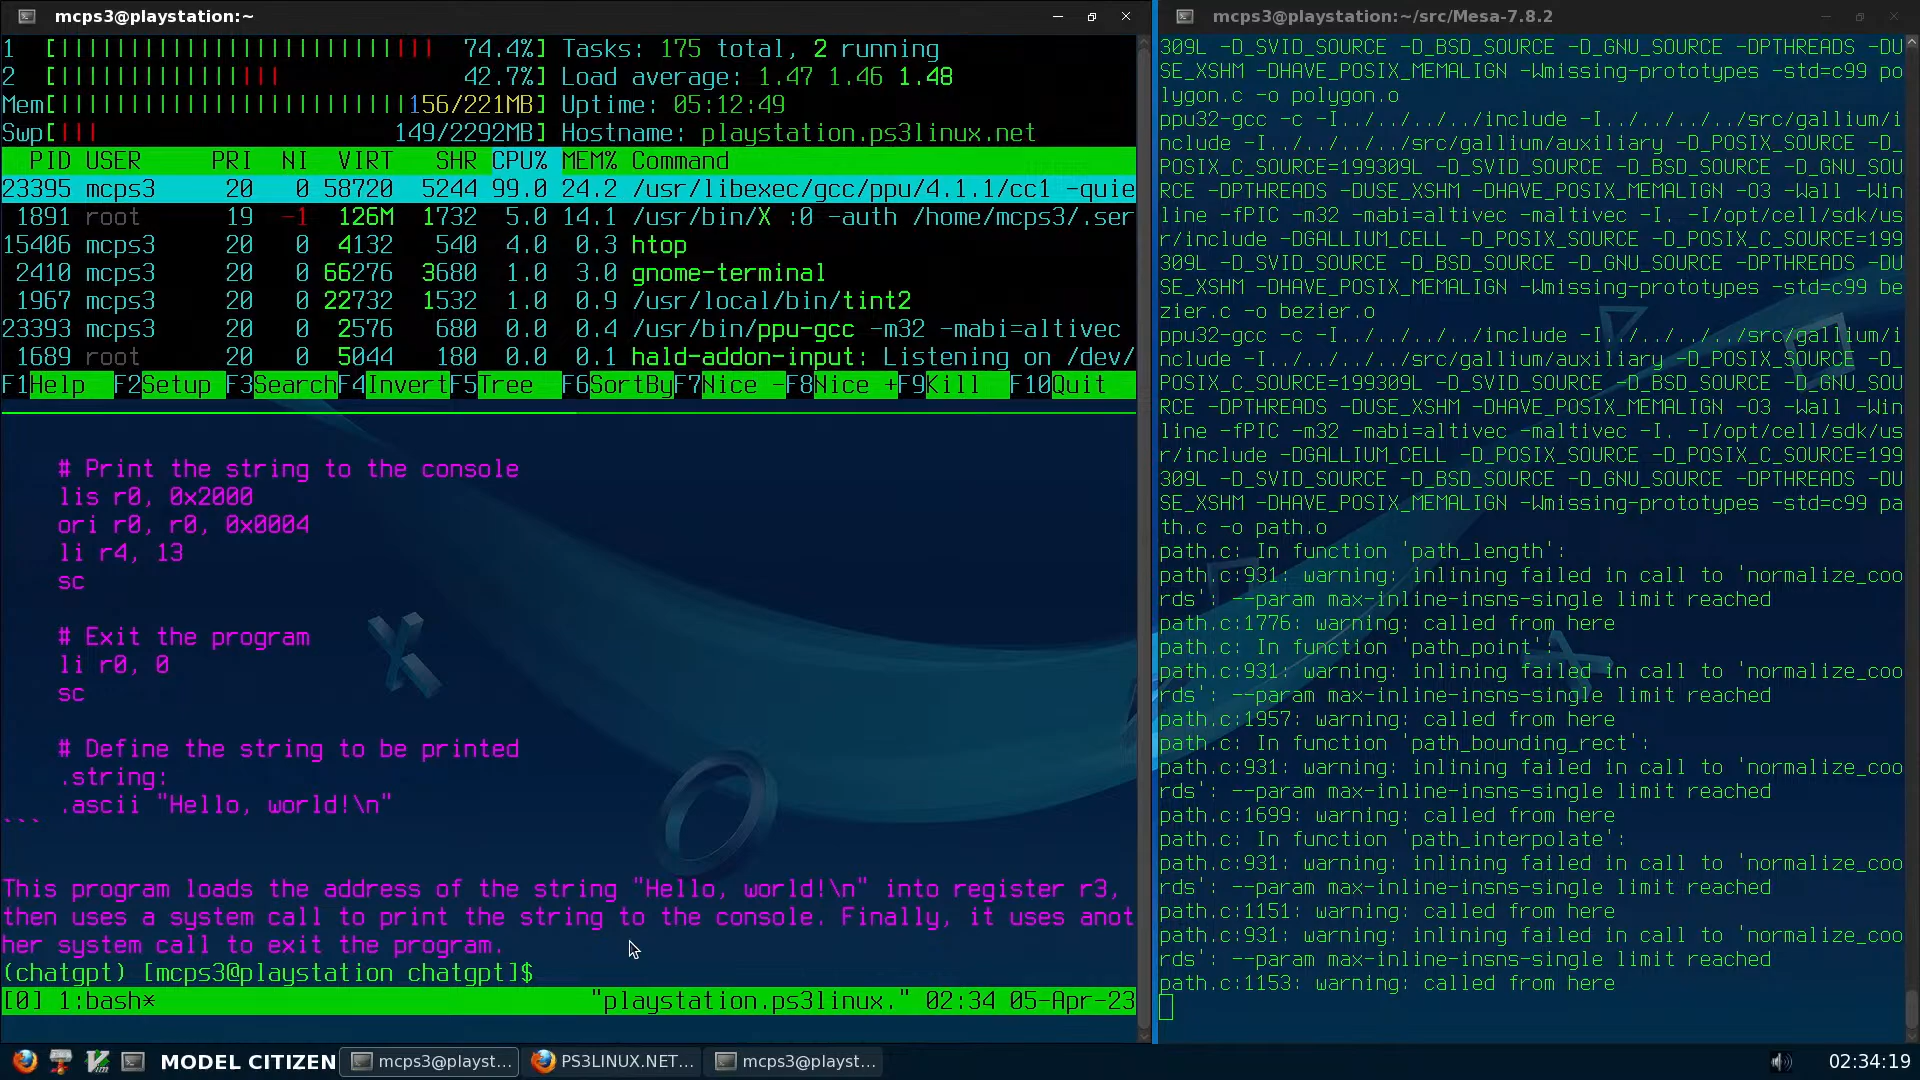 mcps3@playstation:~
1 [|||||||||||||||||||||||||||| 74.4%] Tasks: 175 total, 2 running
2 [||||||||||||||||| 42.7%] Load average: 1.47 1.46 1.48
Mem[||||||||||||||||||||||||||156/221MB] Uptime: 05:12:49
Swp[||| 149/2292MB] Hostname: playstation.ps3linux.net
PID USER PRI NI VIRT SHR CPU% MEM% Command
23395 mcps3 20 0 58720 5244 99.0 24.2 /usr/libexec/gcc/ppu/4.1.1/cc1 -quie
1891 root 19 -1 126M 1732 5.0 14.1 /usr/bin/X :0 -auth /home/mcps3/.ser
15406 mcps3 20 0 4132 540 4.0 0.3 htop
2410 mcps3 20 0 66276 3680 1.0 3.0 gnome-terminal
1967 mcps3 20 0 22732 1532 1.0 0.9 /usr/local/bin/tint2
23393 mcps3 20 0 2576 680 0.0 0.4 /usr/bin/ppu-gcc -m32 -mabi=altivec
1689 root 20 0 5044 180 0.0 0.1 hald-addon-input: Listening on /dev/
F1Help F2Setup F3SearchF4InvertF5Tree F6SortByF7Nice -F8Nice +F9Kill F10Quit
# Print the string to the console
lis r0, 0x2000
ori r0, r0, 0x0004
li r4, 13
sc
# Exit the program
li r0, 0
sc
# Define the string to be printed
.string:
.ascii "Hello, world!\n"
```
This program loads the address of the string "Hello, world!\n" into register r3,
then uses a system call to print the string to the console. Finally, it uses anot
her system call to exit the program.
(chatgpt) [mcps3@playstation chatgpt]$
[0] 1:bash* "playstation.ps3linux." 02:34 05-Apr-23
mcps3@playstation:~/src/Mesa-7.8.2
309L -D_SVID_SOURCE -D_BSD_SOURCE -D_GNU_SOURCE -DPTHREADS -DU
SE_XSHM -DHAVE_POSIX_MEMALIGN -Wmissing-prototypes -std=c99 po
lygon.c -o polygon.o
ppu32-gcc -c -I../../../../include -I../../../../src/gallium/i
nclude -I../../../../src/gallium/auxiliary -D_POSIX_SOURCE -D_
POSIX_C_SOURCE=199309L -D_SVID_SOURCE -D_BSD_SOURCE -D_GNU_SOU
RCE -DPTHREADS -DUSE_XSHM -DHAVE_POSIX_MEMALIGN -O3 -Wall -Win
line -fPIC -m32 -mabi=altivec -maltivec -I. -I/opt/cell/sdk/us
r/include -DGALLIUM_CELL -D_POSIX_SOURCE -D_POSIX_C_SOURCE=199
309L -D_SVID_SOURCE -D_BSD_SOURCE -D_GNU_SOURCE -DPTHREADS -DU
SE_XSHM -DHAVE_POSIX_MEMALIGN -Wmissing-prototypes -std=c99 be
zier.c -o bezier.o
ppu32-gcc -c -I../../../../include -I../../../../src/gallium/i
nclude -I../../../../src/gallium/auxiliary -D_POSIX_SOURCE -D_
POSIX_C_SOURCE=199309L -D_SVID_SOURCE -D_BSD_SOURCE -D_GNU_SOU
RCE -DPTHREADS -DUSE_XSHM -DHAVE_POSIX_MEMALIGN -O3 -Wall -Win
line -fPIC -m32 -mabi=altivec -maltivec -I. -I/opt/cell/sdk/us
r/include -DGALLIUM_CELL -D_POSIX_SOURCE -D_POSIX_C_SOURCE=199
309L -D_SVID_SOURCE -D_BSD_SOURCE -D_GNU_SOURCE -DPTHREADS -DU
SE_XSHM -DHAVE_POSIX_MEMALIGN -Wmissing-prototypes -std=c99 pa
th.c -o path.o
path.c: In function 'path_length':
path.c:931: warning: inlining failed in call to 'normalize_coo
rds': --param max-inline-insns-single limit reached
path.c:1776: warning: called from here
path.c: In function 'path_point':
path.c:931: warning: inlining failed in call to 'normalize_coo
rds': --param max-inline-insns-single limit reached
path.c:1957: warning: called from here
path.c: In function 'path_bounding_rect':
path.c:931: warning: inlining failed in call to 'normalize_coo
rds': --param max-inline-insns-single limit reached
path.c:1699: warning: called from here
path.c: In function 'path_interpolate':
path.c:931: warning: inlining failed in call to 'normalize_coo
rds': --param max-inline-insns-single limit reached
path.c:1151: warning: called from here
path.c:931: warning: inlining failed in call to 'normalize_coo
rds': --param max-inline-insns-single limit reached
path.c:1153: warning: called from here
MODEL CITIZEN mcps3@playst... PS3LINUX.NET... mcps3@playst... 02:34:19